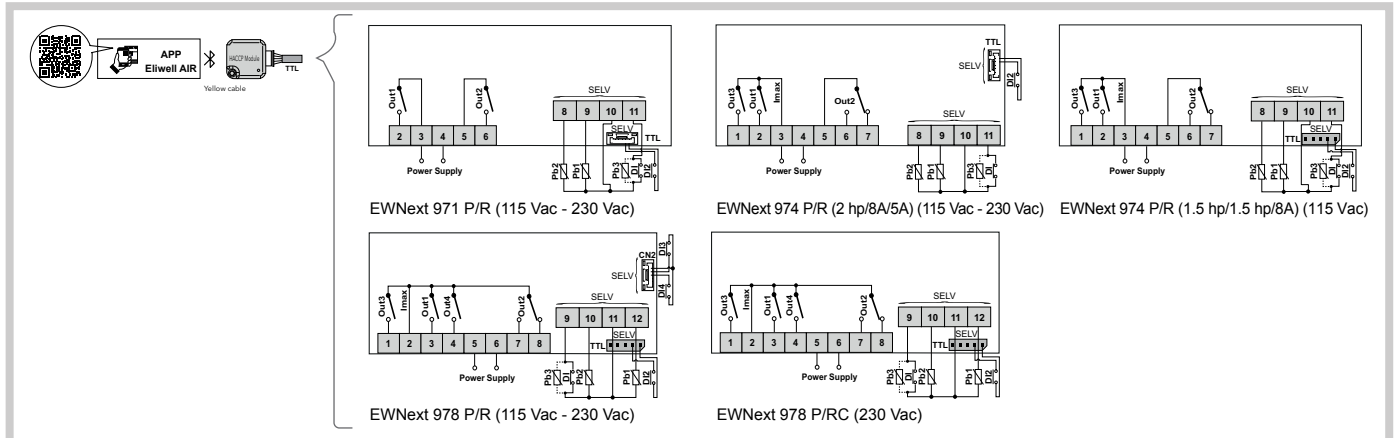 APP
Eliwell AIR
HACCP Module
TTL
Yellow cable
Out1
Out2
SELV
8 9 10 11
2 3 4 5 6
SELV
TTL
Power Supply
Pb2
Pb1
Pb3
DI
DI2
EWNext 971 P/R (115 Vac - 230 Vac)
TTL
SELV
DI2
Out3
Out1
Imax
Out2
SELV
1 2 3 4 5 6 7
8 9 10 11
Power Supply
Pb2
Pb1
Pb3
DI
EWNext 974 P/R (2 hp/8A/5A) (115 Vac - 230 Vac)
Out3
Out1
Imax
Out2
SELV
8 9 10 11
1 2 3 4 5 6 7
SELV
TTL
Power Supply
Pb2
Pb1
Pb3
DI
DI2
EWNext 974 P/R (1.5 hp/1.5 hp/8A/) (115 Vac)
CN2
DI3
SELV
DI4
Out3
Imax
Out1
Out4
Out2
SELV
9 10 11 12
1 2 3 4 5 6 7 8
SELV
TTL
Power Supply
Pb3
DI
Pb2
Pb1
DI2
EWNext 978 P/R (115 Vac - 230 Vac)
Out3
Imax
Out1
Out4
Out2
SELV
9 10 11 12
1 2 3 4 5 6 7 8
SELV
TTL
Power Supply
Pb3
DI
Pb2
Pb1
DI2
EWNext 978 P/RC (230 Vac)